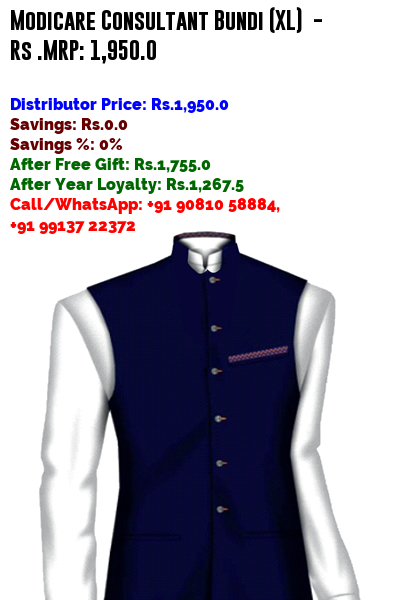 Modicare Consultant Bundi (XL)  -
Rs .MRP: 1,950.0
Distributor Price: Rs.1,950.0
Savings: Rs.0.0
Savings %: 0%
After Free Gift: Rs.1,755.0
After Year Loyalty: Rs.1,267.5
Call/WhatsApp: +91 90810 58884,
+91 99137 22372